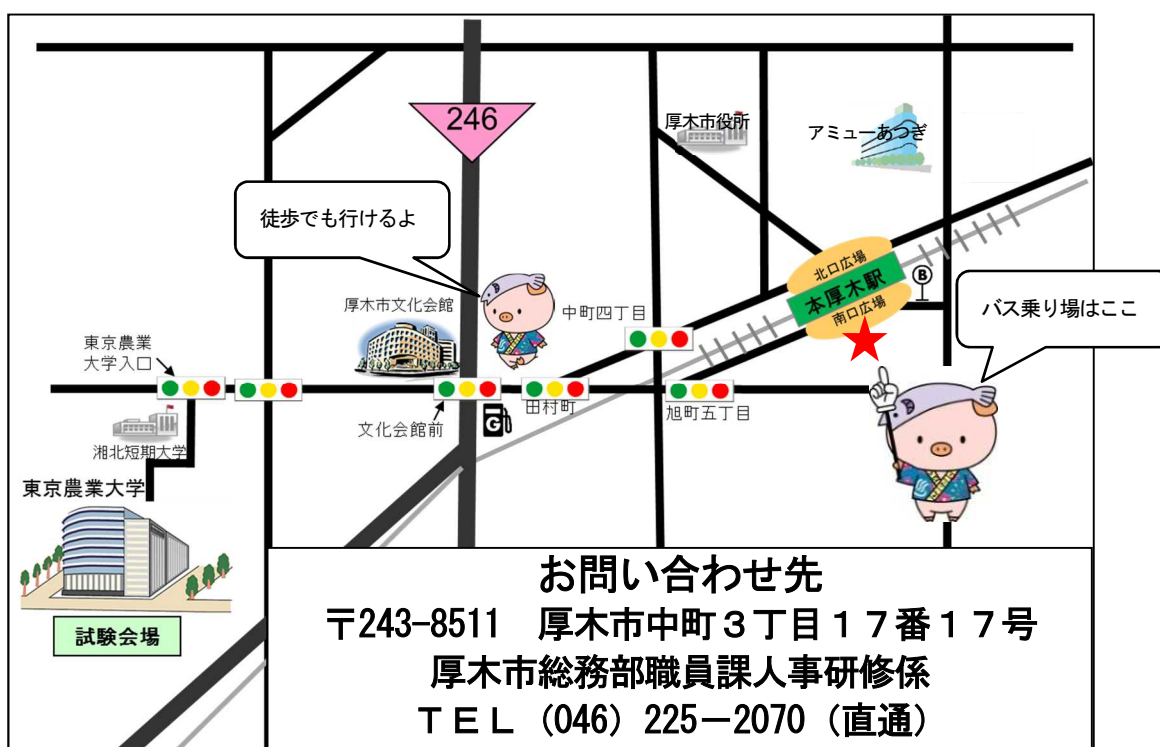 246
厚木市役所
アミューあつぎ
徒歩でも行けるよ
北口広場
本厚木駅
南口広場
B
バス乗り場はここ
厚木市文化会館
中町四丁目
東京農業
大学入口
田村町
旭町五丁目
文化会館前
G
湘北短期大学
東京農業大学
試験会場
お問い合わせ先
〒243-8511　厚木市中町３丁目１７番１７号
厚木市総務部職員課人事研修係
ＴＥＬ（046）225－2070（直通）